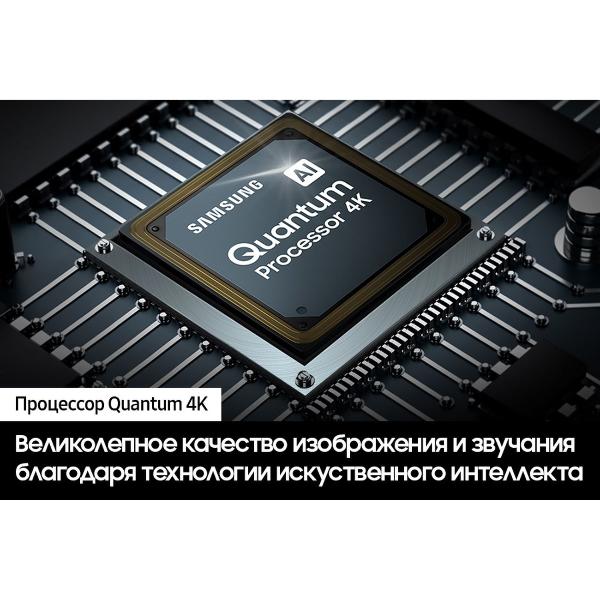 SAMSUNG
AI
Quantum
Processor 4K
Процессор Quantum 4K
Великолепное качество изображения и звучания
благодаря технологии искуственного интеллекта